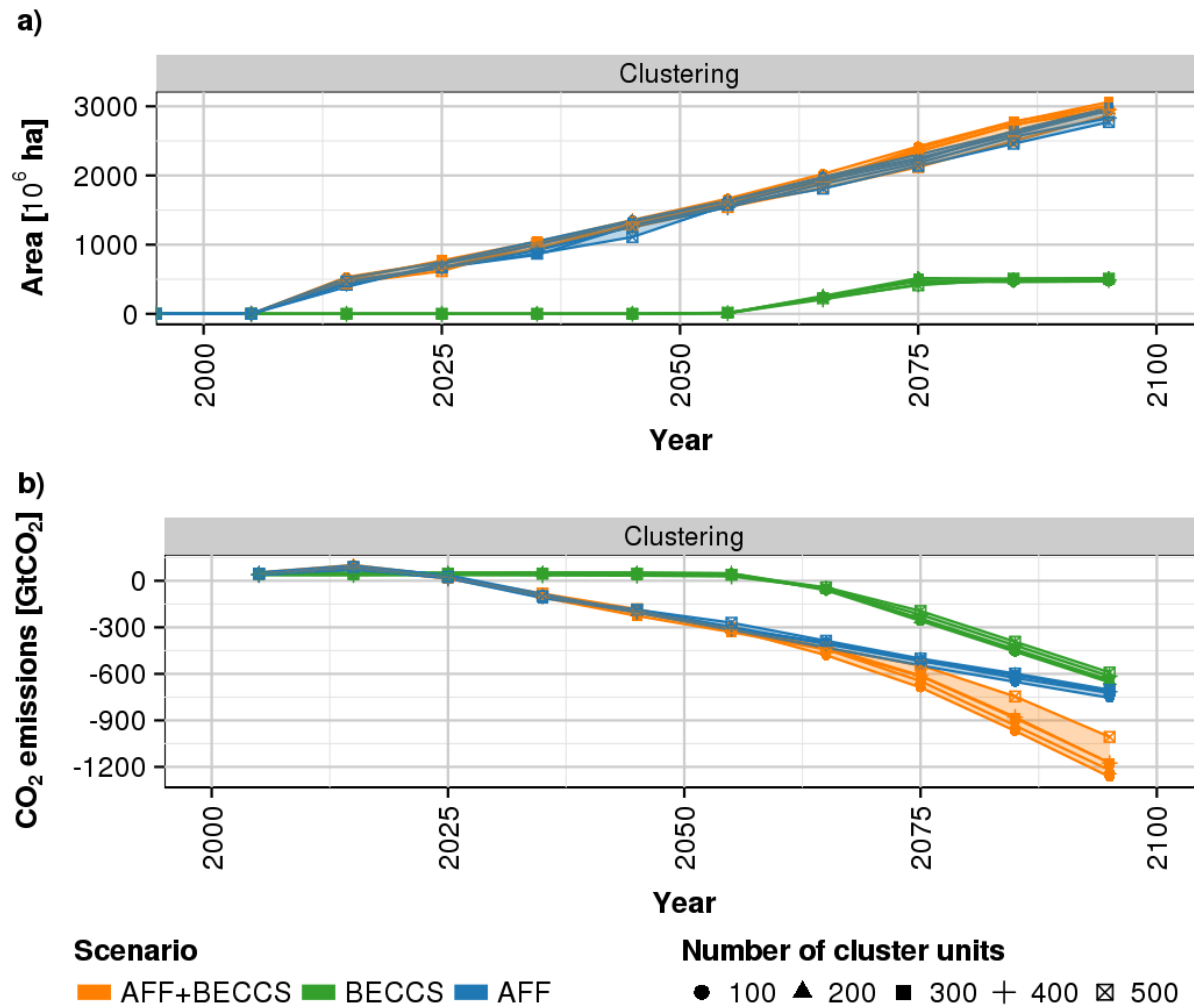 a)
Clustering
3000
2000
1000
0
Area [10⁶ ha]
2000 2025 2050 2075 2100
Year
b)
Clustering
0
-300
-600
-900
-1200
CO₂ emissions [GtCO₂]
2000 2025 2050 2075 2100
Year
Scenario Number of cluster units
AFF+BECCS BECCS AFF 100 200 300 400 500